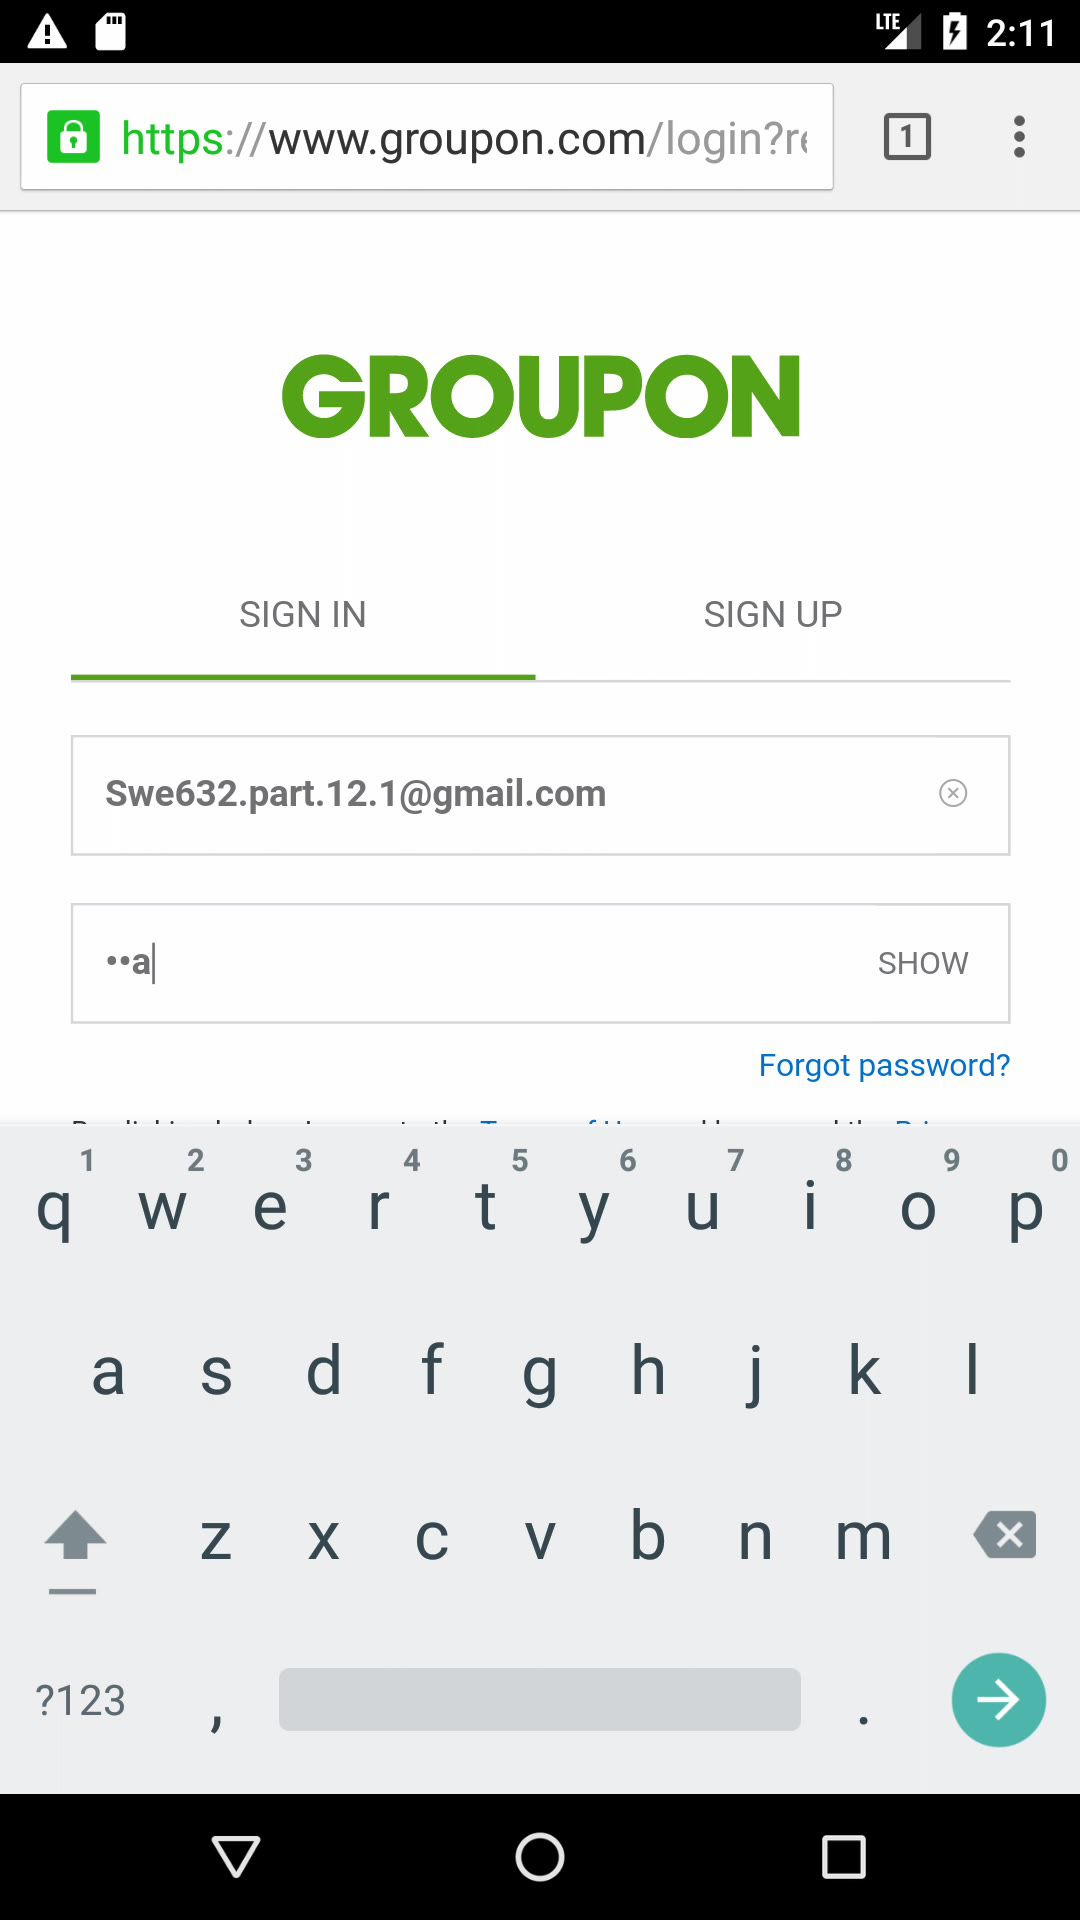 LTE 2:11
https://www.groupon.com/login?re
1
GROUPON
SIGN IN SIGN UP
Swe632.part.12.1@gmail.com
••a SHOW
Forgot password?
1 2 3 4 5 6 7 8 9 0
q w e r t y u i o p
a s d f g h j k l
z x c v b n m
?123 , .